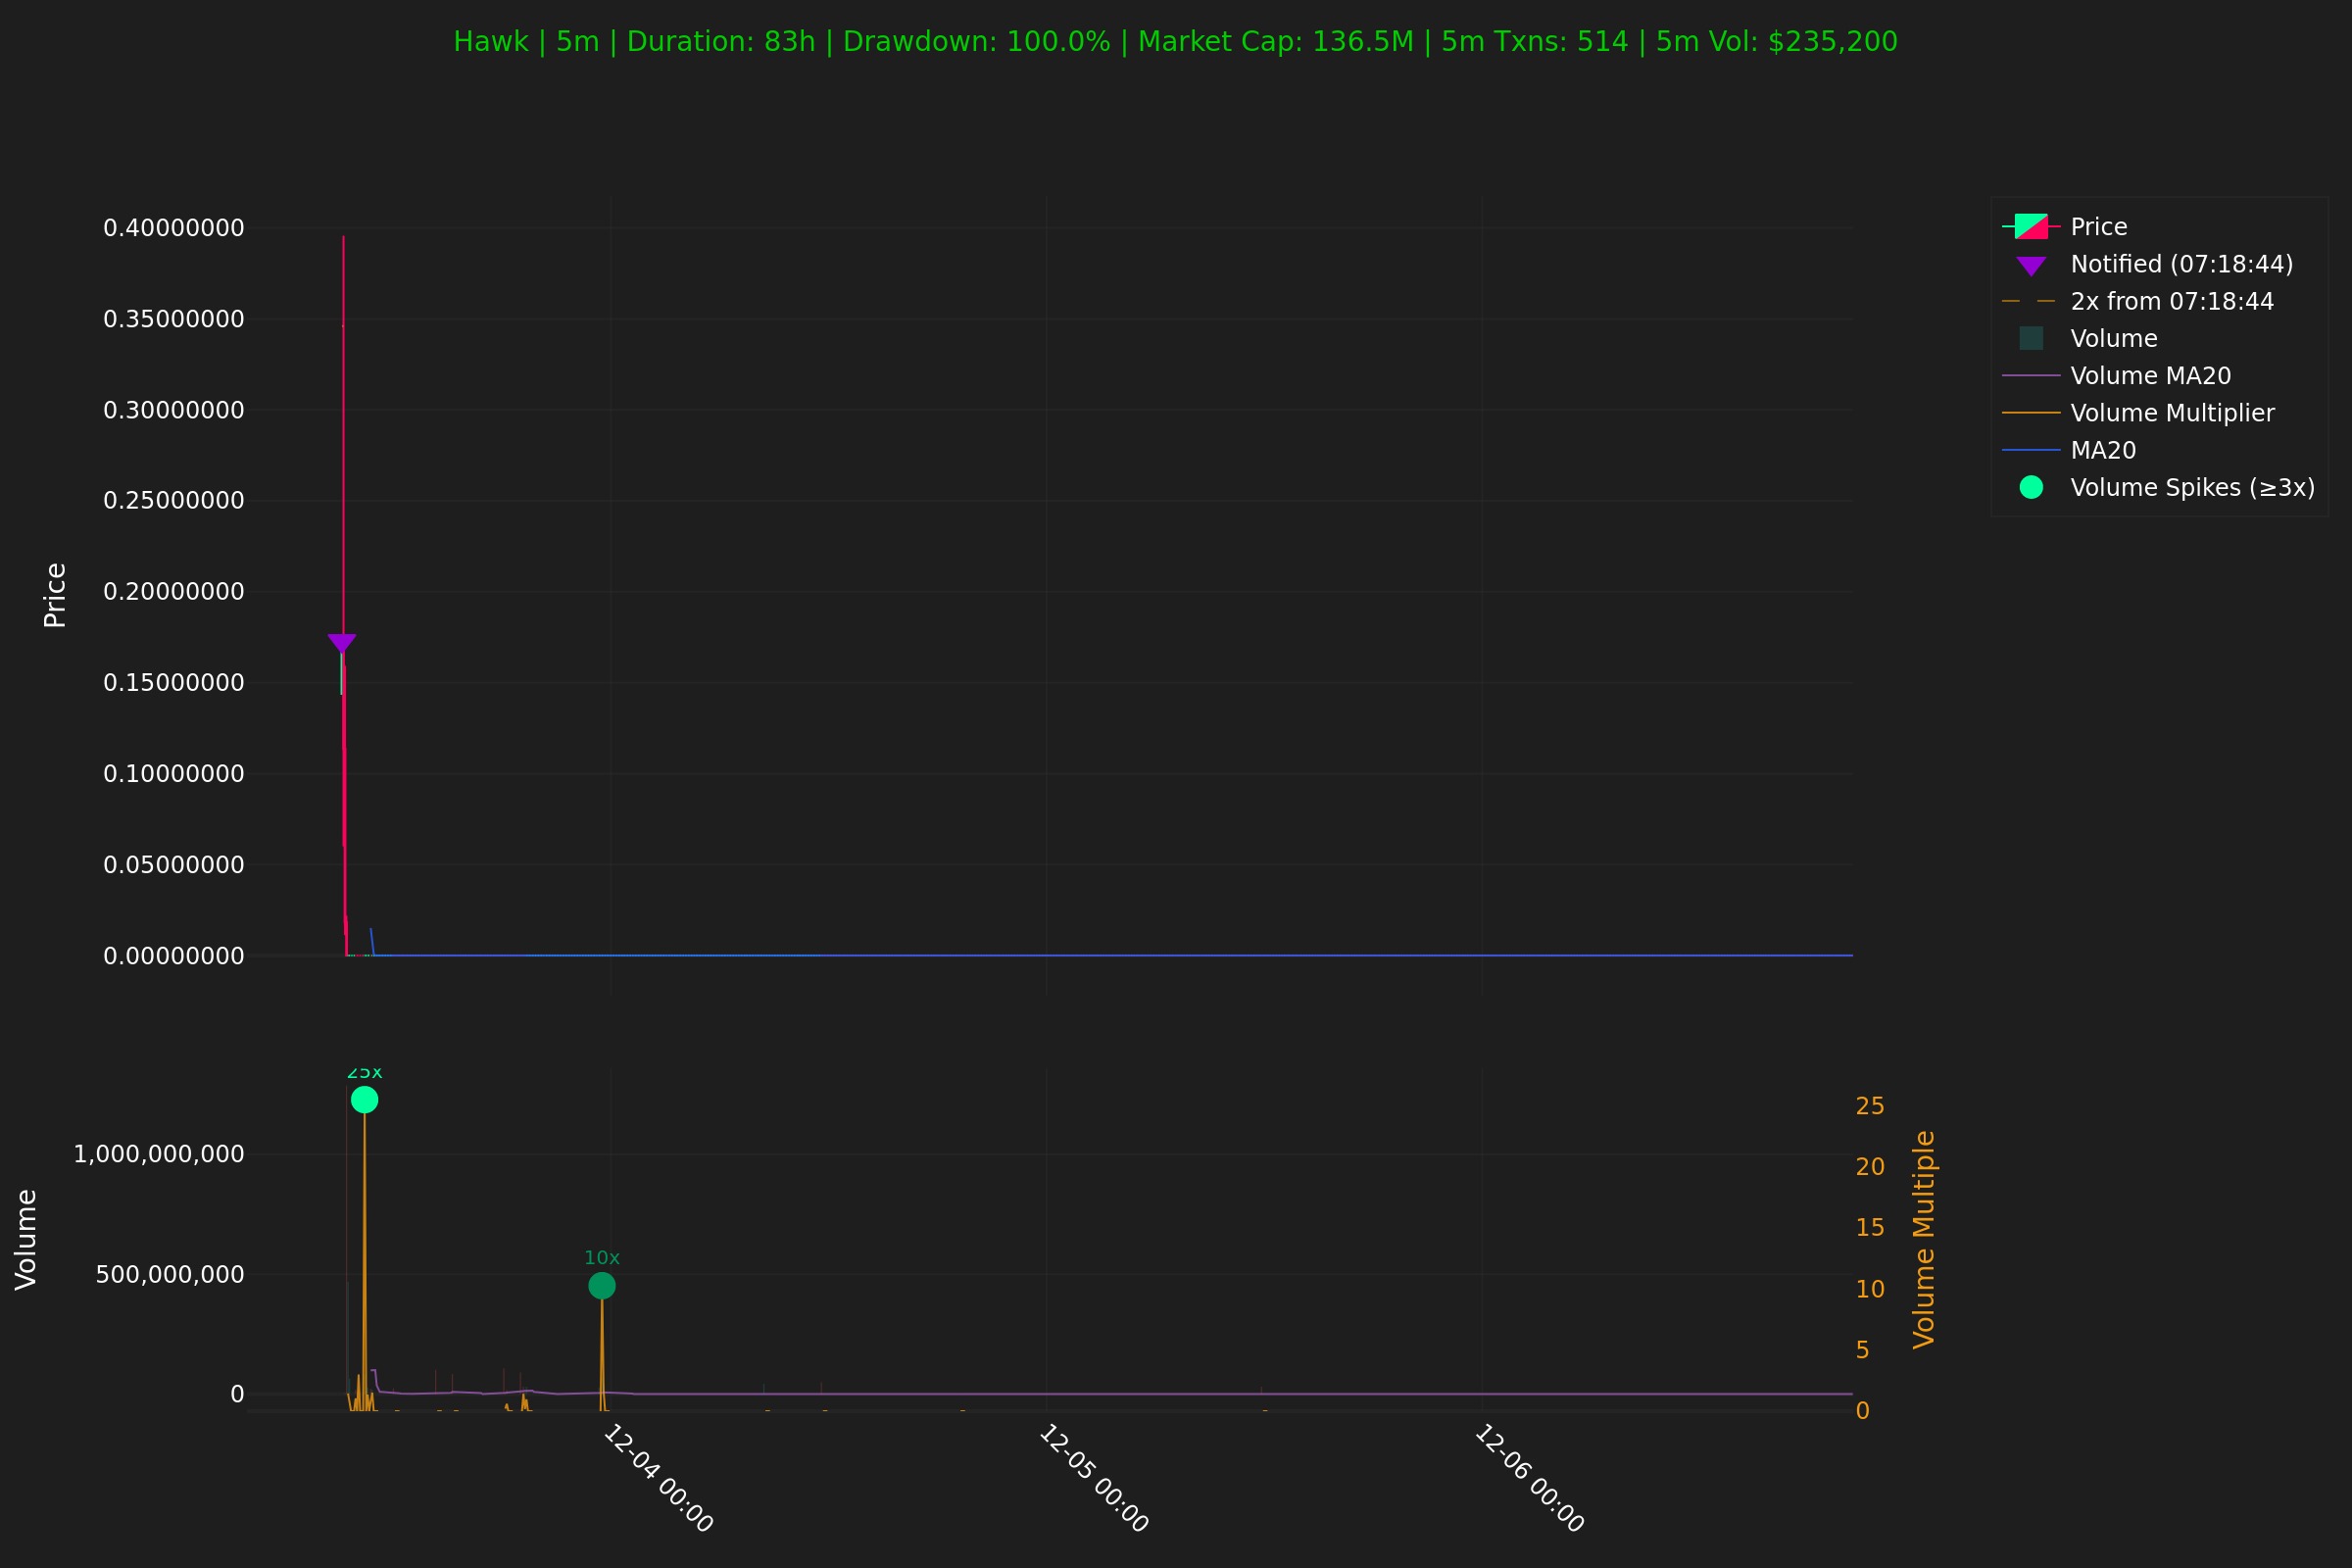 Hawk | 5m | Duration: 83h | Drawdown: 100.0% | Market Cap: 136.5M | 5m Txns: 514 | 5m Vol: $235,200
Price
0.40000000
0.35000000
0.30000000
0.25000000
0.20000000
0.15000000
0.10000000
0.05000000
0.00000000
Price
Notified (07:18:44)
2x from 07:18:44
Volume
Volume MA20
Volume Multiplier
MA20
Volume Spikes (≥3x)
Volume
1,000,000,000
500,000,000
0
25x
10x
25
20
15
10
5
0
Volume Multiple
12-04 00:00
12-05 00:00
12-06 00:00